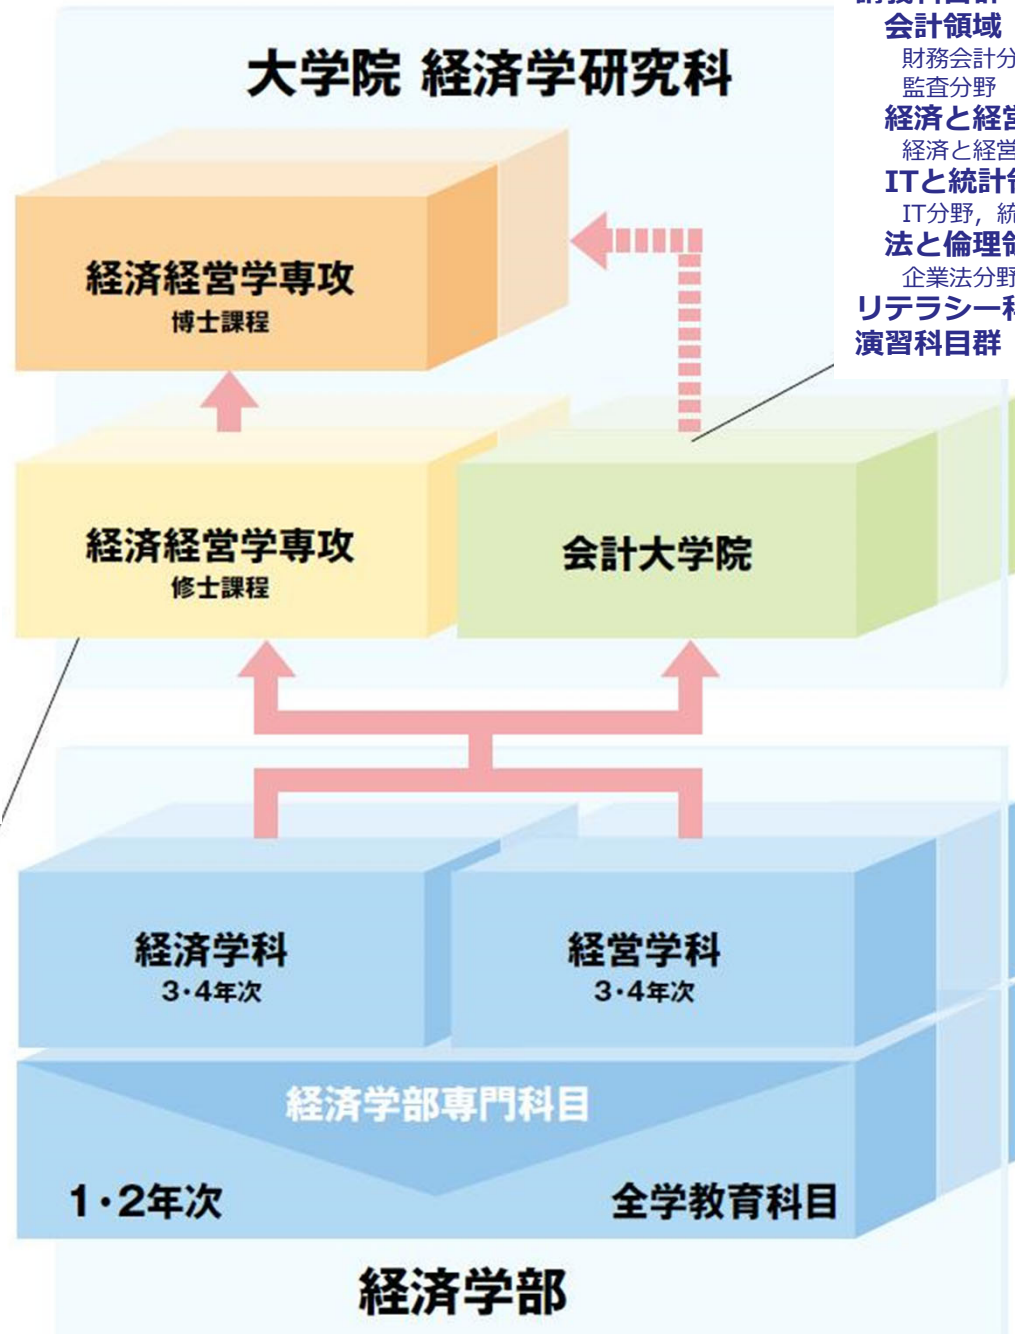 大学院 経済学研究科
経済経営学専攻
博士課程
経済経営学専攻
修士課程
会計大学院
経済学科
3・4年次
経営学科
3・4年次
経済学部専門科目
1・2年次
全学教育科目
経済学部
会計領域
財務会計分
監査分野
経済と経営
経済と経営
ITと統計領
IT分野，統
法と倫理領
企業法分野
リテラシー科
演習科目群